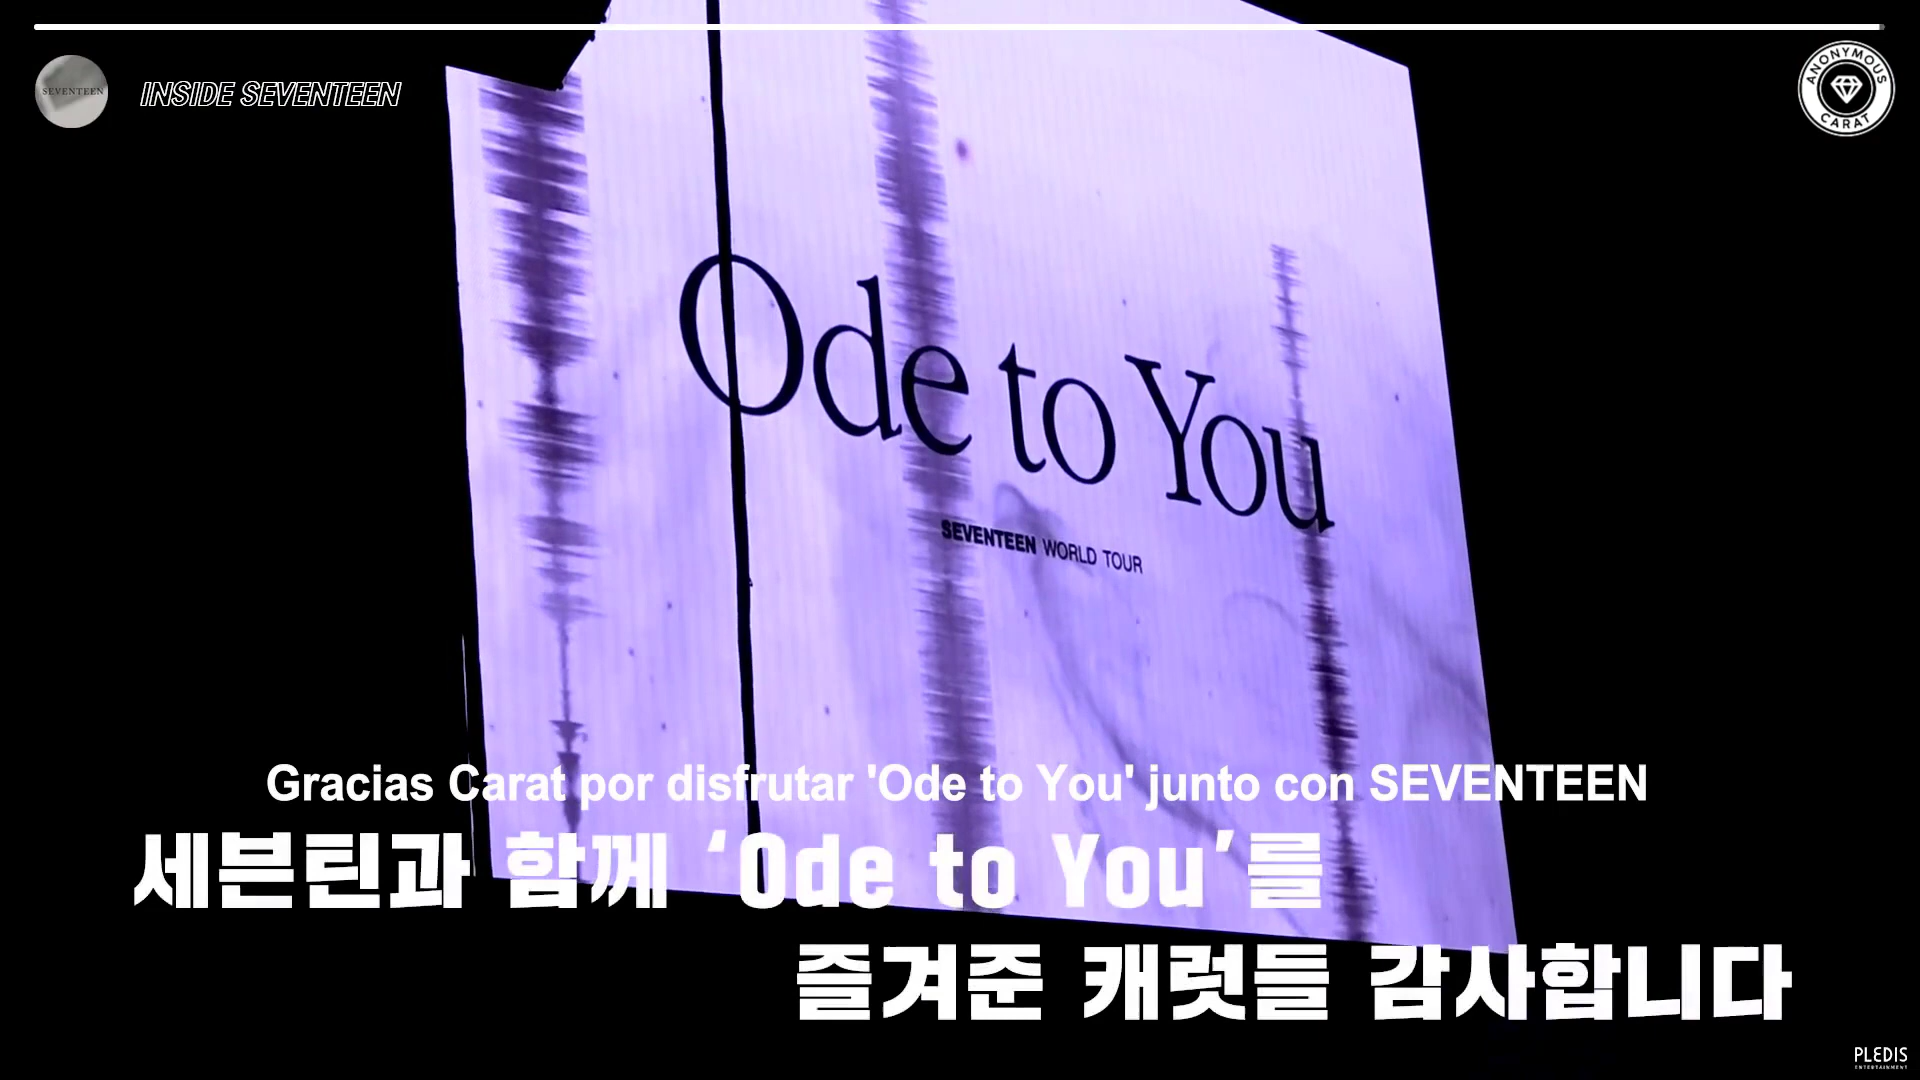 SEVENTEEN
INSIDE SEVENTEEN
ANONYMOUS
CARAT
Ode to You
SEVENTEEN WORLD TOUR
Gracias Carat por disfrutar 'Ode to You' junto con SEVENTEEN
세븐틴과 함께 ‘Ode to You’를
즐겨준 캐럿들 감사합니다
PLEDIS
ENTERTAINMENT